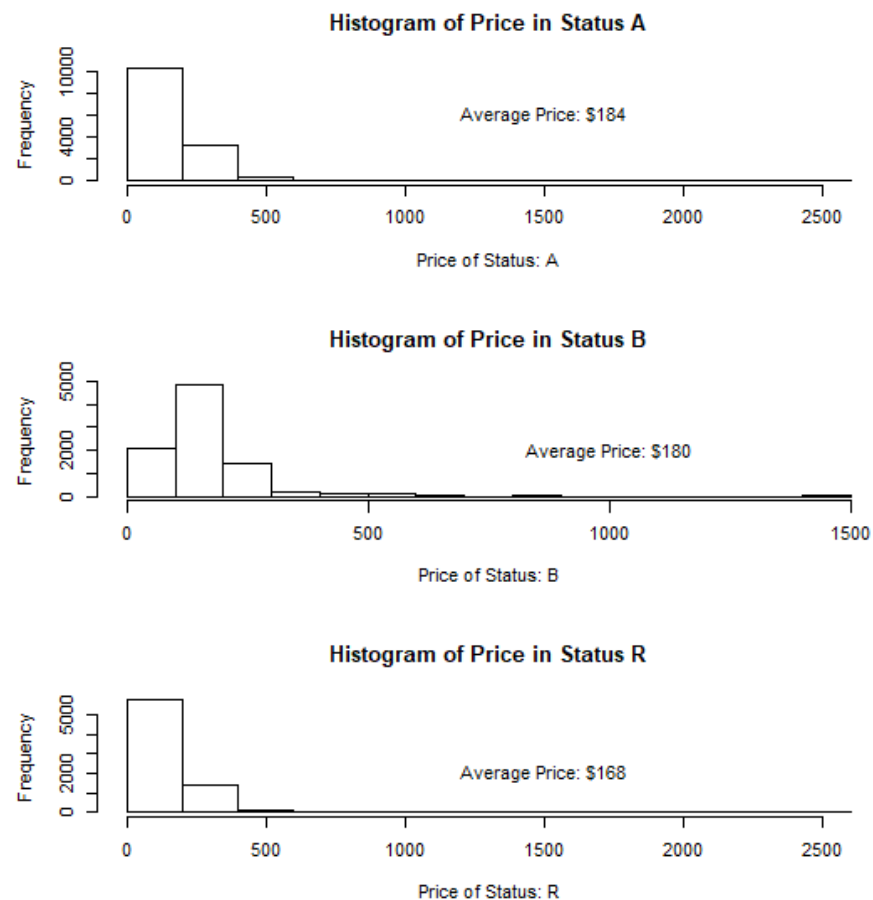 Histogram of Price in Status A
Frequency
10000
4000
0
Average Price: $184
0 500 1000 1500 2000 2500
Price of Status: A
Histogram of Price in Status B
Frequency
5000
2000
0
Average Price: $180
0 500 1000 1500
Price of Status: B
Histogram of Price in Status R
Frequency
5000
2000
0
Average Price: $168
0 500 1000 1500 2000 2500
Price of Status: R